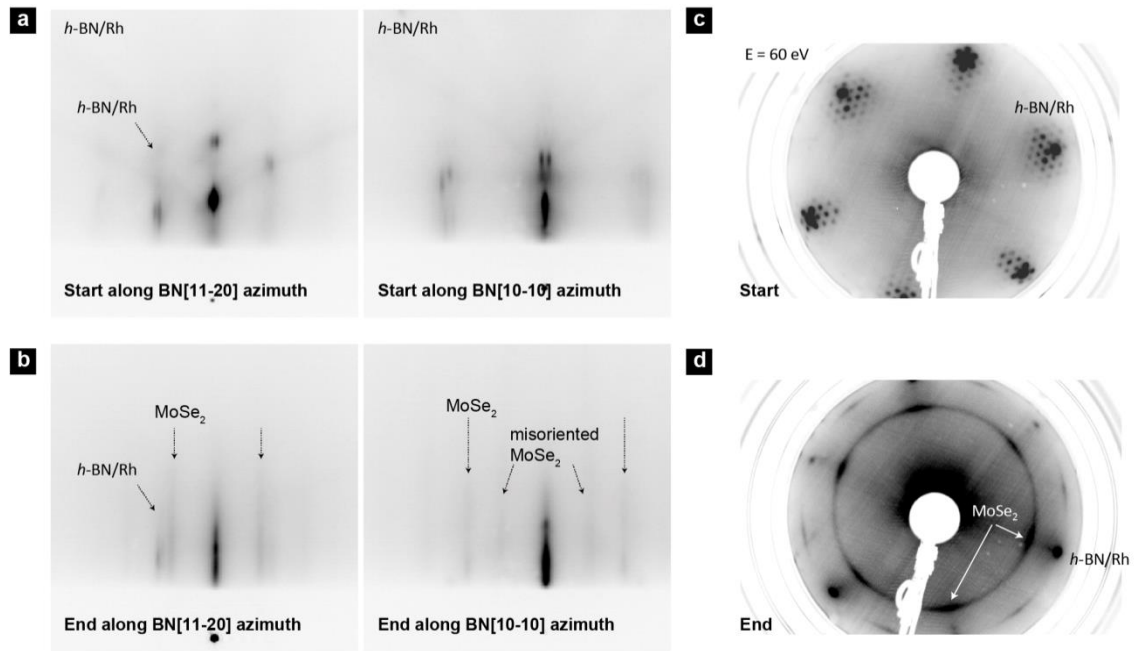 a
h-BN/Rh
h-BN/Rh
Start along BN[11-20] azimuth
h-BN/Rh
Start along BN[10-10] azimuth
c
E = 60 eV
h-BN/Rh
Start
b
MoSe₂
h-BN/Rh
End along BN[11-20] azimuth
MoSe₂
misoriented
MoSe₂
End along BN[10-10] azimuth
d
MoSe₂
h-BN/Rh
End